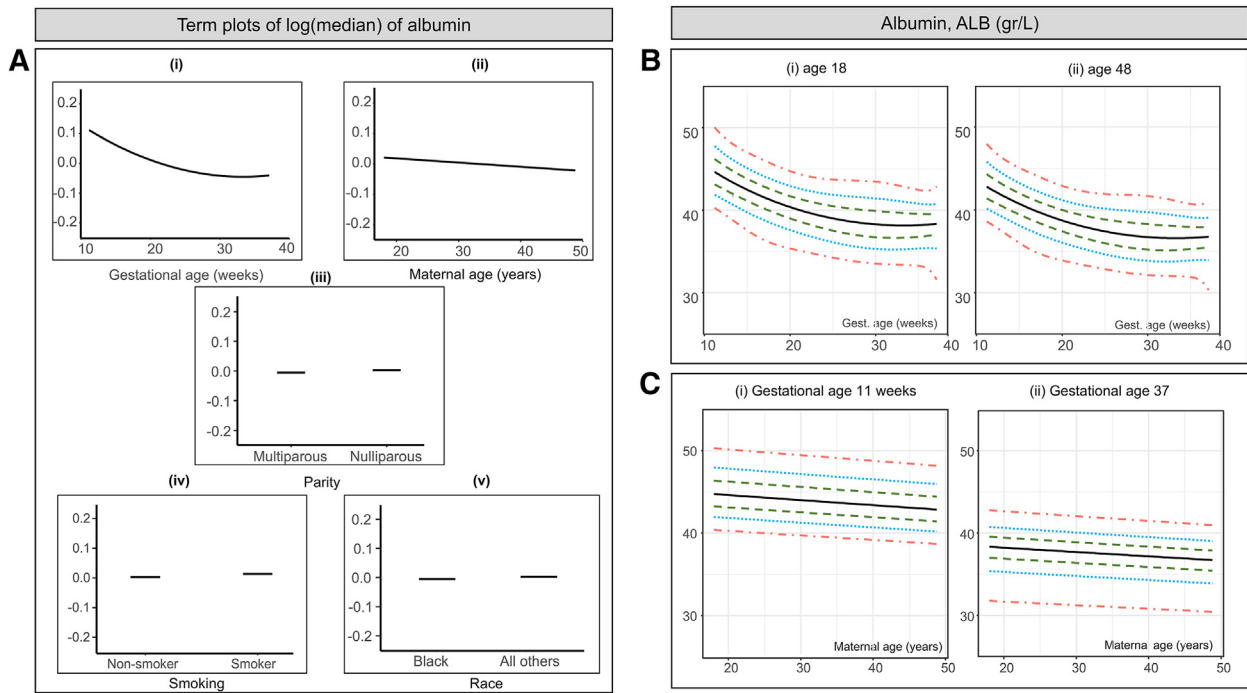 Term plots of log(median) of albumin
Albumin, ALB (gr/L)
A
(i)
0.2
0.1
0.0
-0.1
-0.2
10
20
30
40
Gestational age (weeks)
(ii)
0.2
0.1
0.0
-0.1
-0.2
20
30
40
50
Maternal age (years)
(iii)
0.2
0.1
0.0
-0.1
-0.2
Multiparous
Nulliparous
Parity
(iv)
0.2
0.1
0.0
-0.1
-0.2
Non-smoker
Smoker
Smoking
(v)
0.2
0.1
0.0
-0.1
-0.2
Black
All others
Race
B
(i) age 18
50
40
30
Gest. age (weeks)
10
20
30
40
(ii) age 48
50
40
30
Gest. age (weeks)
10
20
30
40
C
(i) Gestational age 11 weeks
50
40
30
Maternal age (years)
20
30
40
50
(ii) Gestational age 37
50
40
30
Maternal age (years)
20
30
40
50